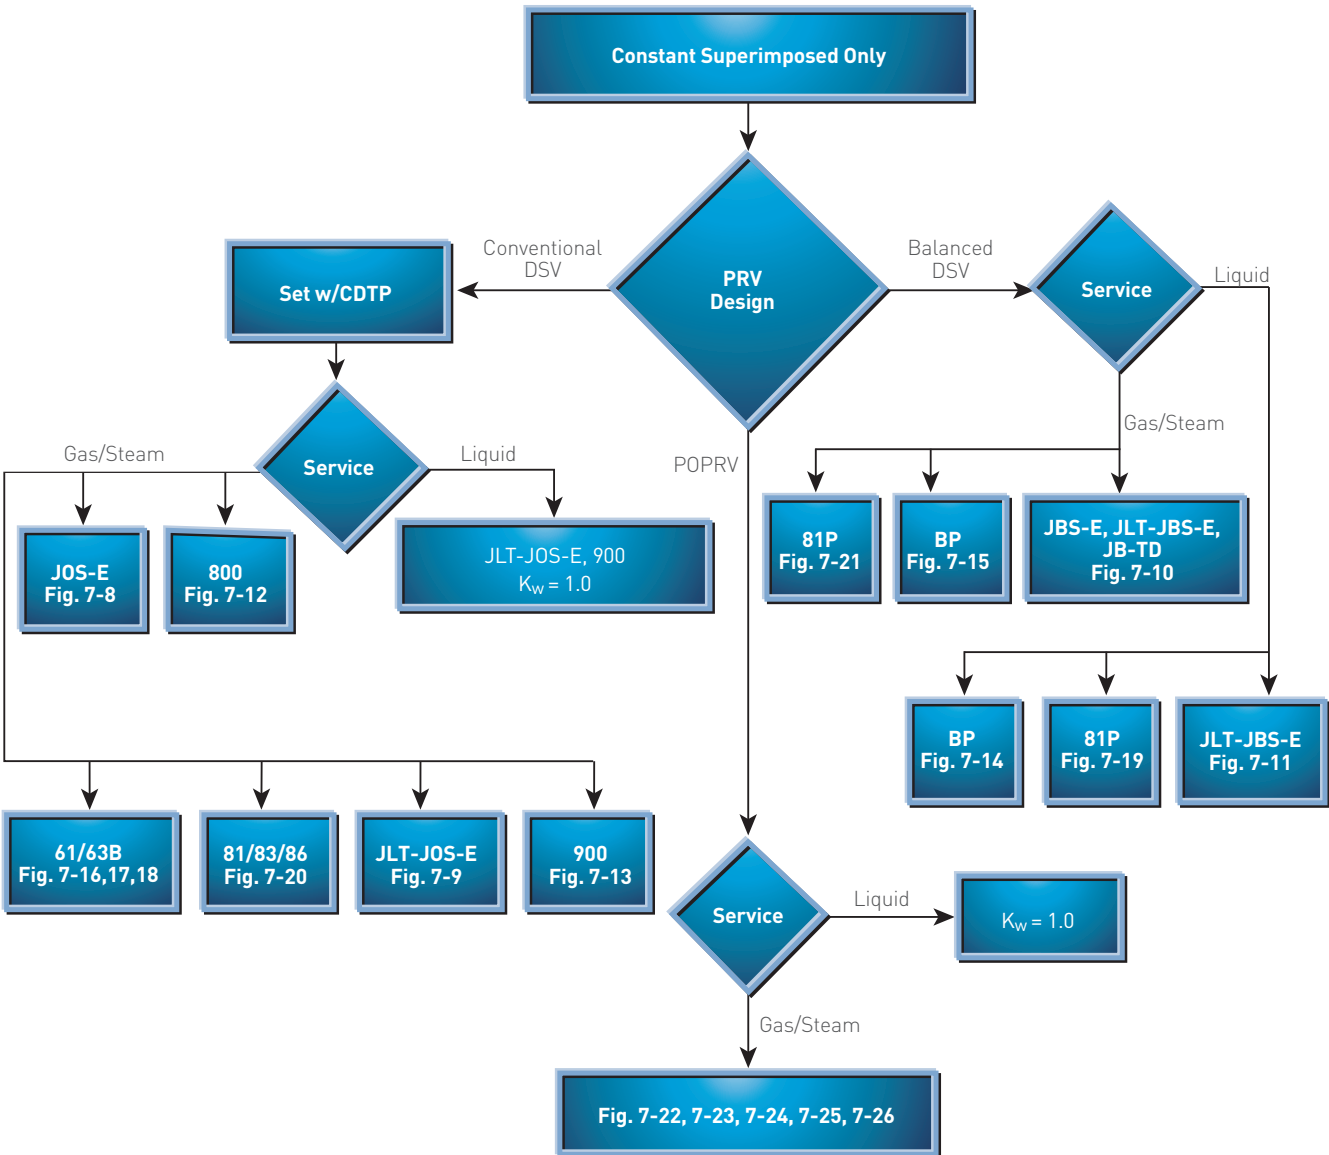 Constant Superimposed Only
Conventional
DSV
Balanced
DSV
Liquid
PRV
Design
Set w/CDTP
Service
Gas/Steam
Service
Liquid
POPRV
Gas/Steam
JOS-E
Fig. 7-8
800
Fig. 7-12
JLT-JOS-E, 900
Kw = 1.0
81P
Fig. 7-21
BP
Fig. 7-15
JBS-E, JLT-JBS-E,
JB-TD
Fig. 7-10
BP
Fig. 7-14
81P
Fig. 7-19
JLT-JBS-E
Fig. 7-11
61/63B
Fig. 7-16,17,18
81/83/86
Fig. 7-20
JLT-JOS-E
Fig. 7-9
900
Fig. 7-13
Service
Liquid
Kw = 1.0
Gas/Steam
Fig. 7-22, 7-23, 7-24, 7-25, 7-26